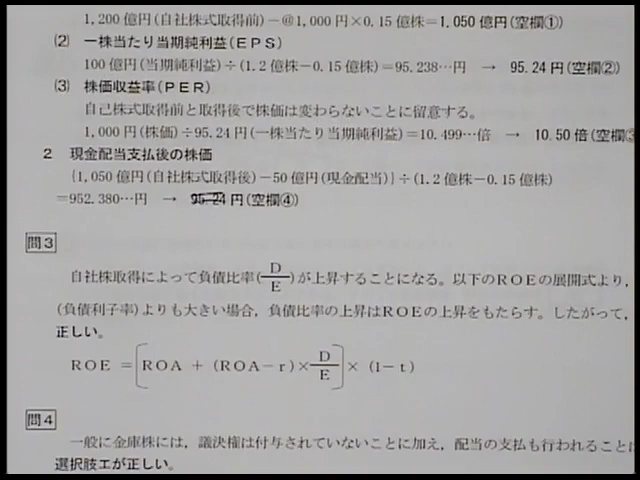 1,200億円(自社株式取得前)−@1,000円×0.15億株=1,050億円(空欄①)
(2) 一株当たり当期純利益(EPS)
100億円(当期純利益)÷(1.2億株−0.15億株)=95.238…円 → 95.24円(空欄②)
(3) 株価収益率(PER)
自己株式取得前と取得後で株価は変わらないことに留意する。
1,000円(株価)÷95.24円(一株当たり当期純利益)=10.499…倍 → 10.50倍(空欄③
2 現金配当支払後の株価
{1,050億円(自社株式取得後)−50億円(現金配当)}÷(1.2億株−0.15億株)
=952.380…円 → 95.24円(空欄④)
問3
自社株取得によって負債比率(D/E)が上昇することになる。以下のROEの展開式より,
(負債利子率)よりも大きい場合,負債比率の上昇はROEの上昇をもたらす。したがって,
正しい。
ROE =[ROA + (ROA−r)×D/E]× (1−t)
問4
一般に金庫株には,議決権は付与されていないことに加え,配当の支払も行われることに
選択肢エが正しい。